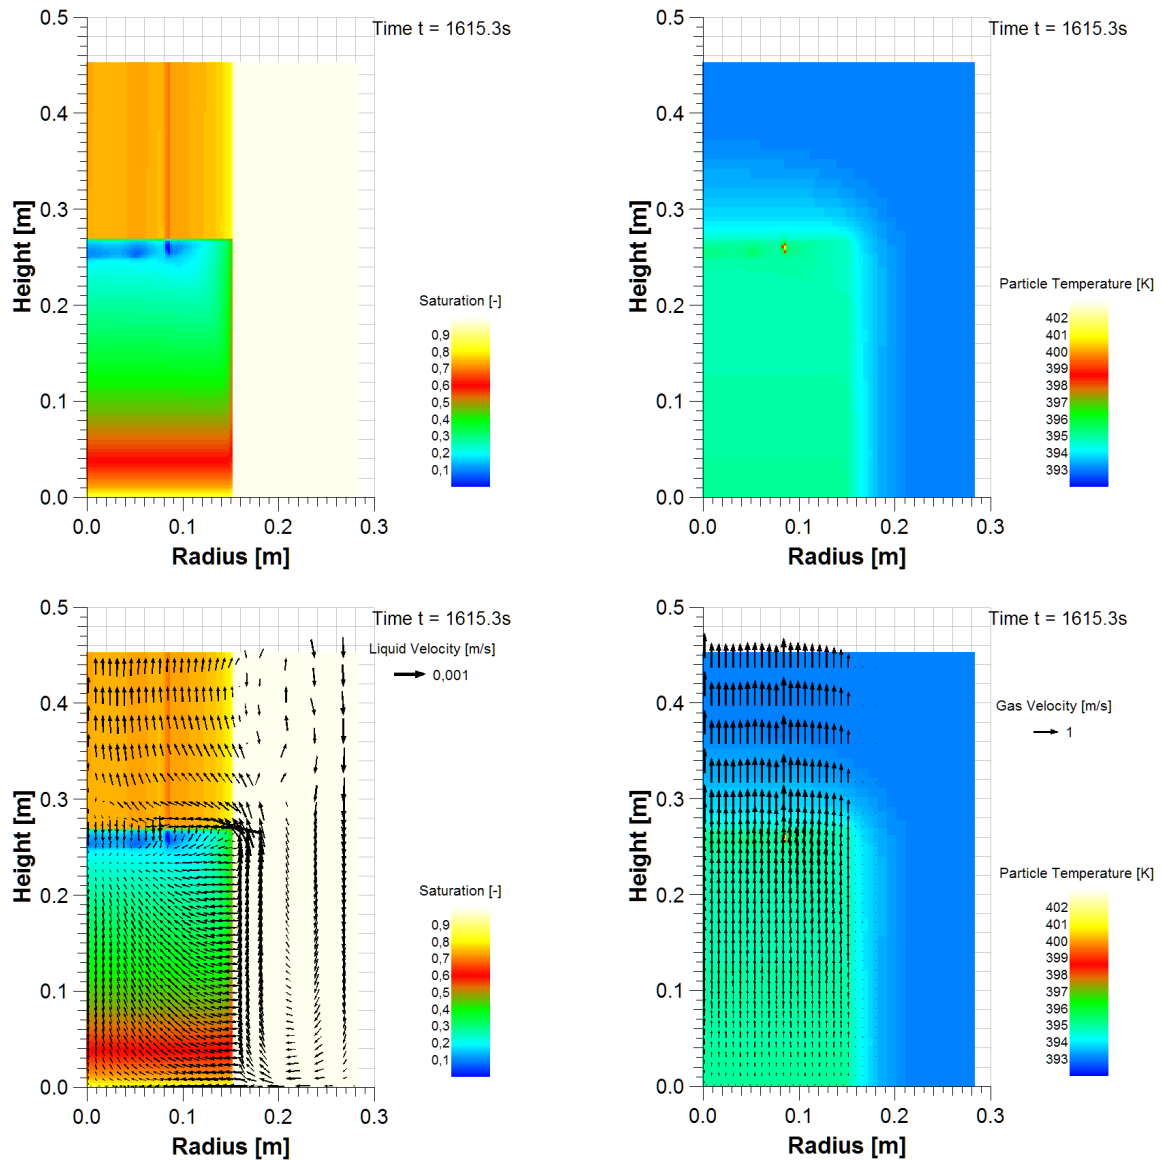 0.5
Time t = 1615.3s
0.4
0.3
Height [m]
0.2
0.1
0.0
0.0 0.1 0.2 0.3
Radius [m]
Saturation [-]
0,9
0,8
0,7
0,6
0,5
0,4
0,3
0,2
0,1
0.5
Time t = 1615.3s
0.4
0.3
Height [m]
0.2
0.1
0.0
0.0 0.1 0.2 0.3
Radius [m]
Particle Temperature [K]
402
401
400
399
398
397
396
395
394
393
0.5
Time t = 1615.3s
Liquid Velocity [m/s]
0,001
0.4
0.3
Height [m]
0.2
0.1
0.0
0.0 0.1 0.2 0.3
Radius [m]
Saturation [-]
0,9
0,8
0,7
0,6
0,5
0,4
0,3
0,2
0,1
0.5
Time t = 1615.3s
Gas Velocity [m/s]
1
0.4
0.3
Height [m]
0.2
0.1
0.0
0.0 0.1 0.2 0.3
Radius [m]
Particle Temperature [K]
402
401
400
399
398
397
396
395
394
393